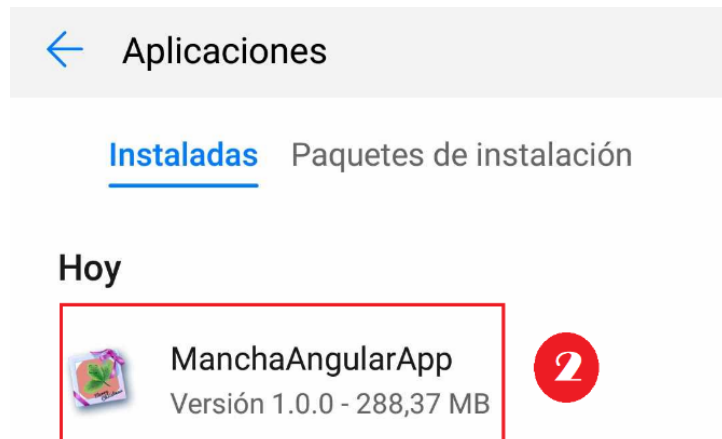 Aplicaciones
Instaladas Paquetes de instalación
Hoy
ManchaAngularApp
2
Versión 1.0.0 - 288,37 MB